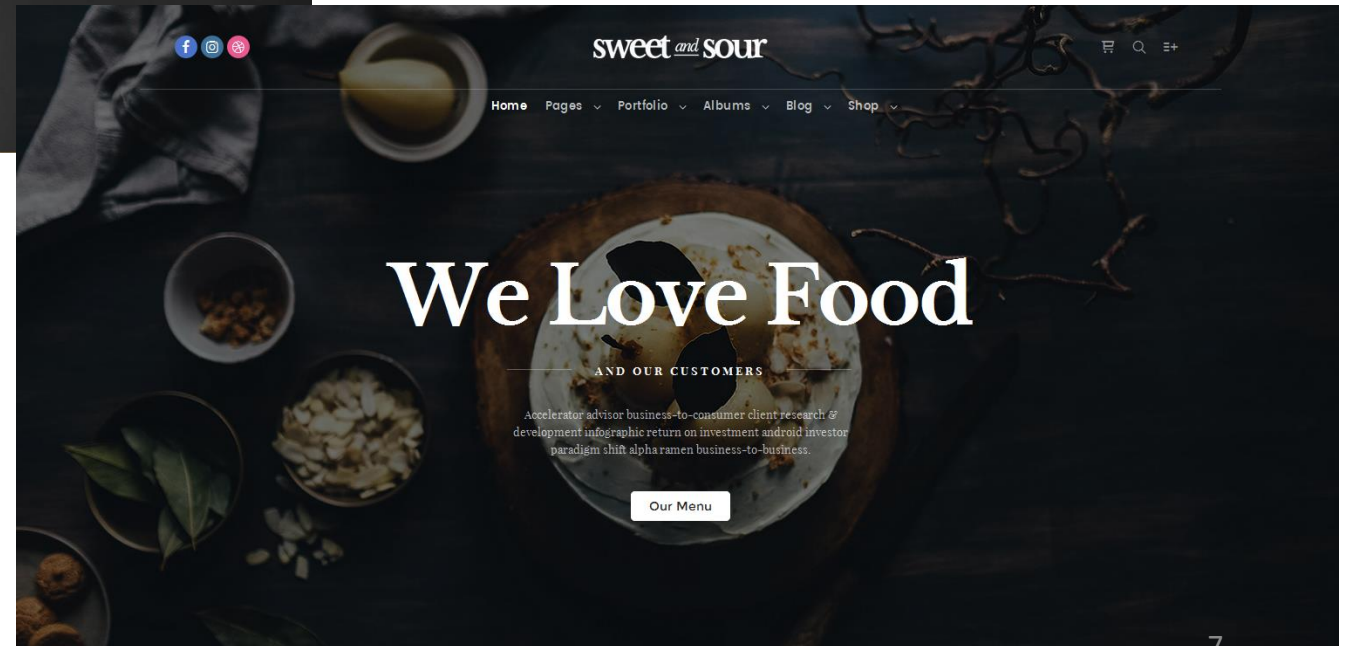 sweet and sour
Home Pages Portfolio Albums Blog Shop
We Love Food
AND OUR CUSTOMERS
Accelerator advisor business-to-consumer client research &
development infographic return on investment android investor
paradigm shift alpha ramen business-to-business.
Our Menu
7